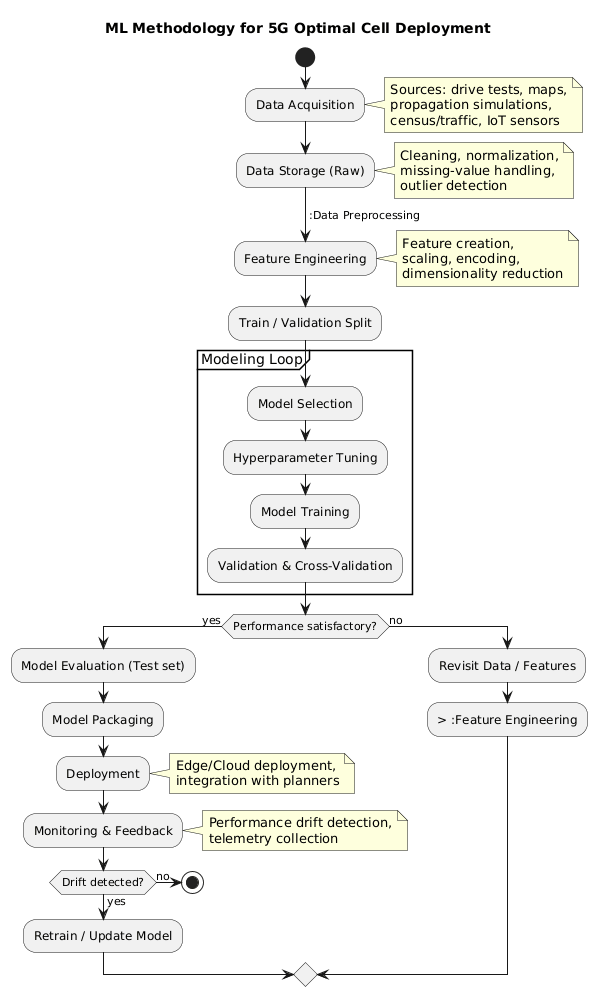 ML Methodology for 5G Optimal Cell Deployment
Data Acquisition
Sources: drive tests, maps,
propagation simulations,
census/traffic, IoT sensors
Data Storage (Raw)
Cleaning, normalization,
missing-value handling,
outlier detection
:Data Preprocessing
Feature Engineering
Feature creation,
scaling, encoding,
dimensionality reduction
Train / Validation Split
Modeling Loop
Model Selection
Hyperparameter Tuning
Model Training
Validation & Cross-Validation
Performance satisfactory?
yes
no
Model Evaluation (Test set)
Revisit Data / Features
Model Packaging
> :Feature Engineering
Deployment
Edge/Cloud deployment,
integration with planners
Monitoring & Feedback
Performance drift detection,
telemetry collection
Drift detected?
no
yes
Retrain / Update Model